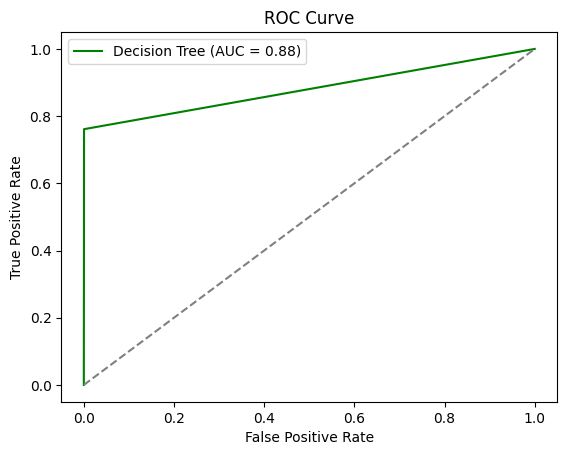 ROC Curve
Decision Tree (AUC = 0.88)
1.0
0.8
0.6
0.4
0.2
0.0
True Positive Rate
0.0 0.2 0.4 0.6 0.8 1.0
False Positive Rate